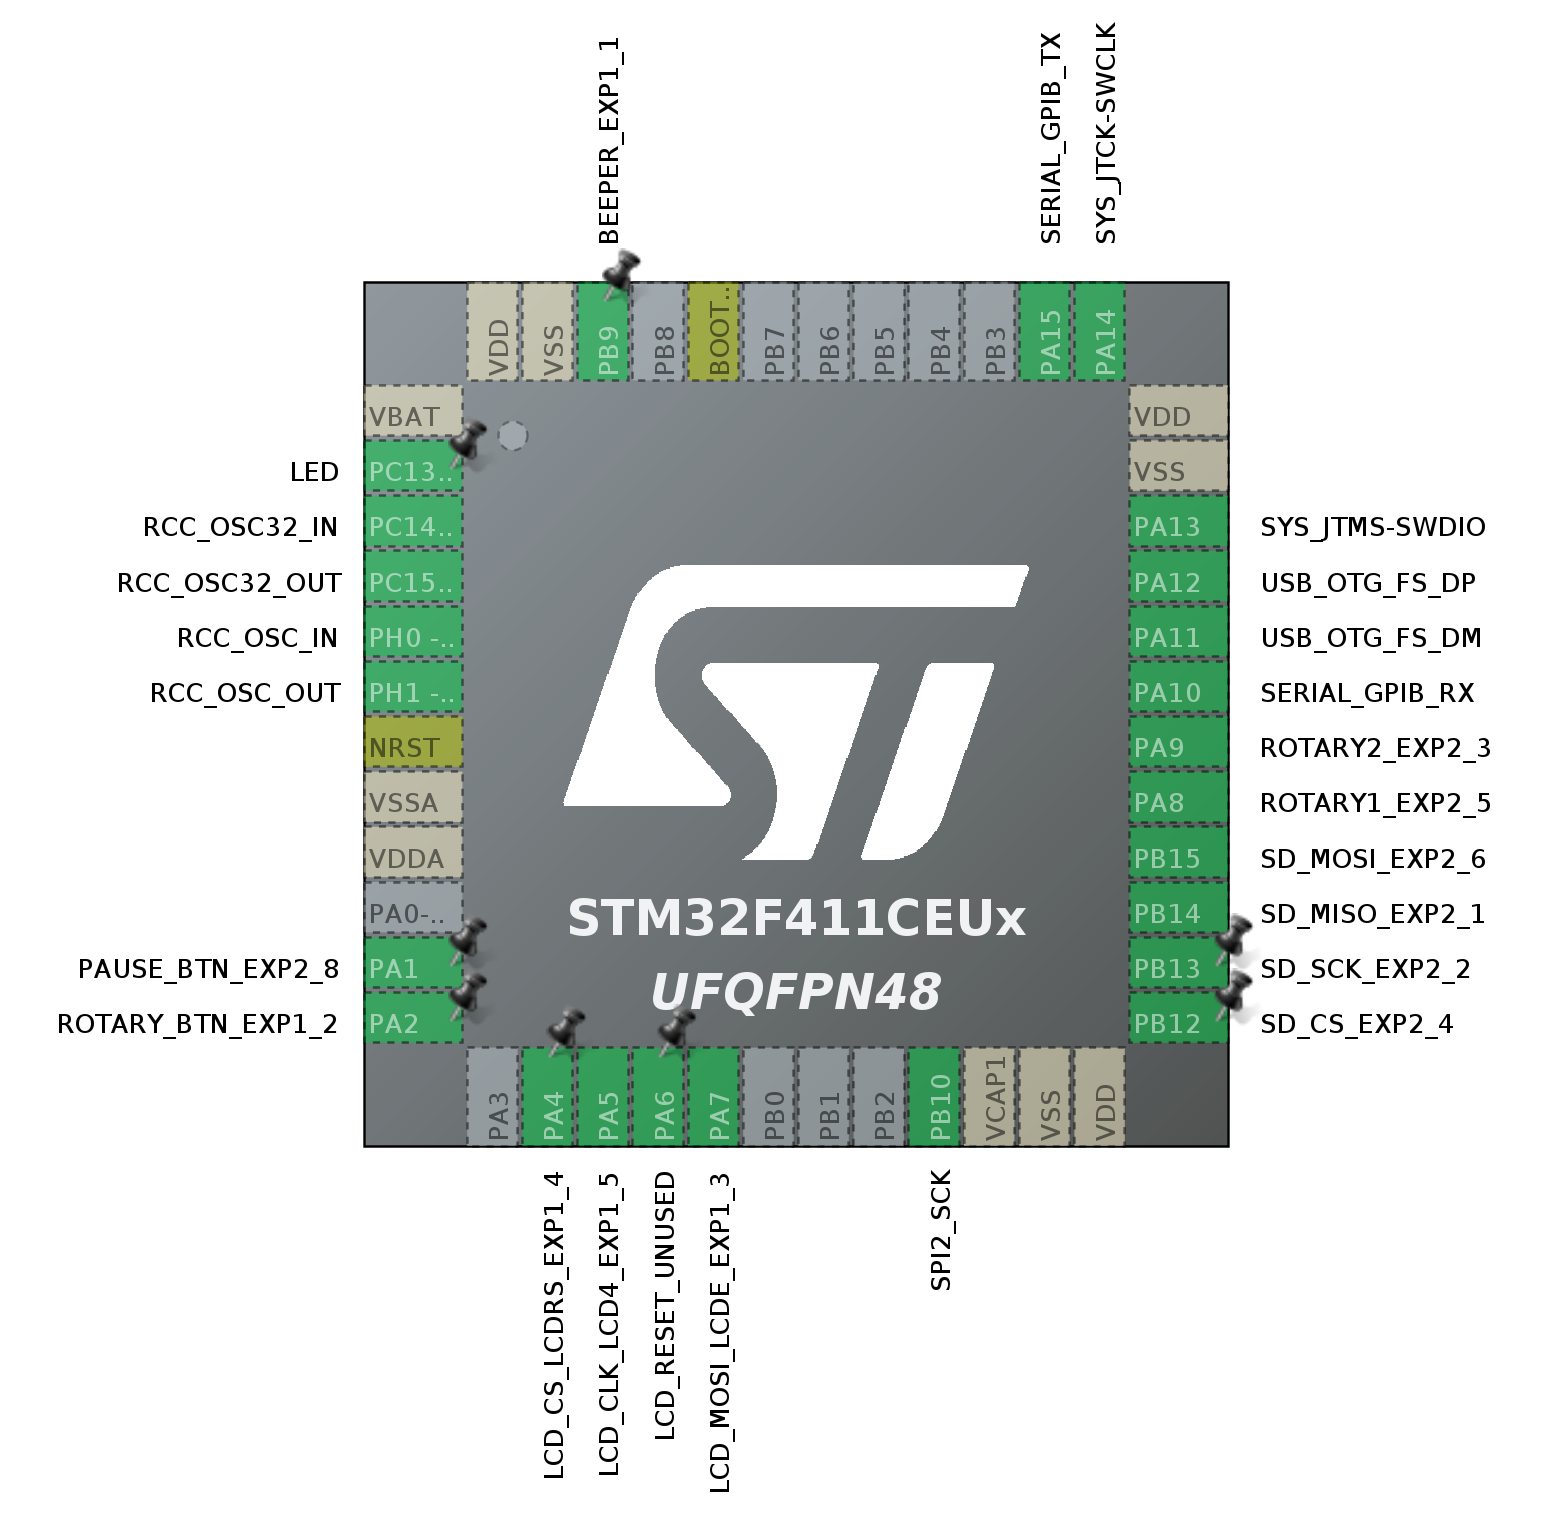 BEEPER_EXP1_1
SERIAL_GPIB_TX
SYS_JTCK-SWCLK
VDD
VSS
PB9
PB8
BOOT..
PB7
PB6
PB5
PB4
PB3
PA15
PA14
VBAT
LED PC13..
RCC_OSC32_IN PC14..
RCC_OSC32_OUT PC15..
RCC_OSC_IN PH0 -..
RCC_OSC_OUT PH1 -..
NRST
VSSA
VDDA
PA0-..
PAUSE_BTN_EXP2_8 PA1
ROTARY_BTN_EXP1_2 PA2
STM32F411CEUx
UFQFPN48
VDD
VSS
PA13 SYS_JTMS-SWDIO
PA12 USB_OTG_FS_DP
PA11 USB_OTG_FS_DM
PA10 SERIAL_GPIB_RX
PA9 ROTARY2_EXP2_3
PA8 ROTARY1_EXP2_5
PB15 SD_MOSI_EXP2_6
PB14 SD_MISO_EXP2_1
PB13 SD_SCK_EXP2_2
PB12 SD_CS_EXP2_4
PA3
PA4
PA5
PA6
PA7
PB0
PB1
PB2
PB10
VCAP1
VSS
VDD
LCD_CS_LCDRS_EXP1_4
LCD_CLK_LCD4_EXP1_5
LCD_RESET_UNUSED
LCD_MOSI_LCDE_EXP1_3
SPI2_SCK